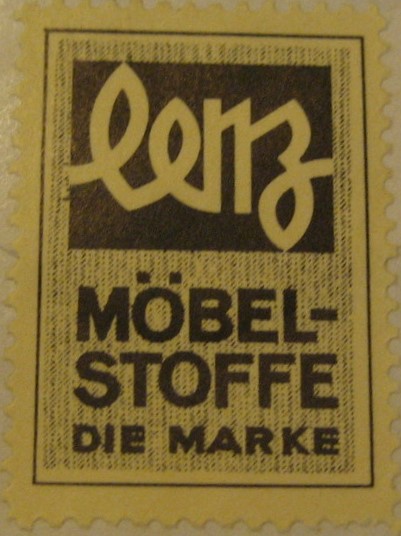 lenz
MÖBEL-
STOFFE
DIE MARKE